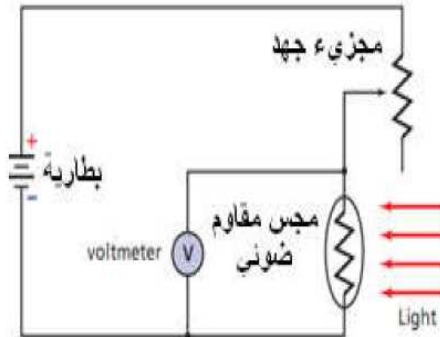 مجزيء جهد
+
بطارية
-
مجس مقاوم
ضوئي
voltmeter
V
Light